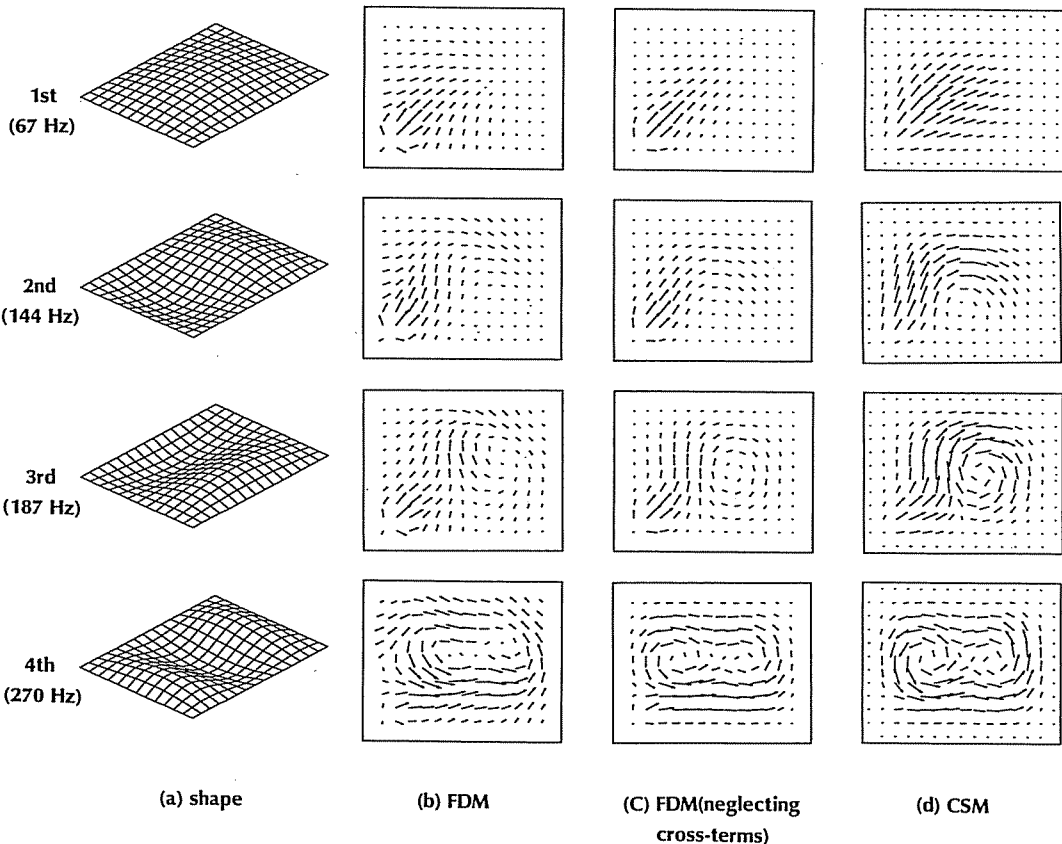 1st
(67 Hz)
2nd
(144 Hz)
3rd
(187 Hz)
4th
(270 Hz)
(a) shape
(b) FDM
(C) FDM(neglecting
cross-terms)
(d) CSM